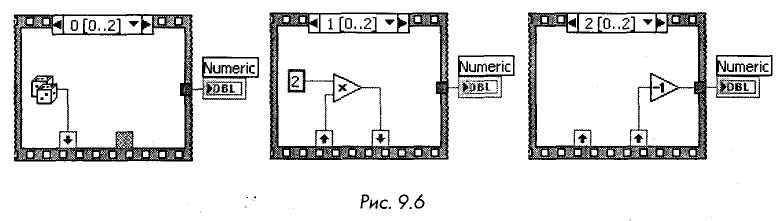 0 [0..2]
Numeric
DBL
1 [0..2]
2
×
Numeric
DBL
2 [0..2]
-1
Numeric
DBL
Рис. 9.6